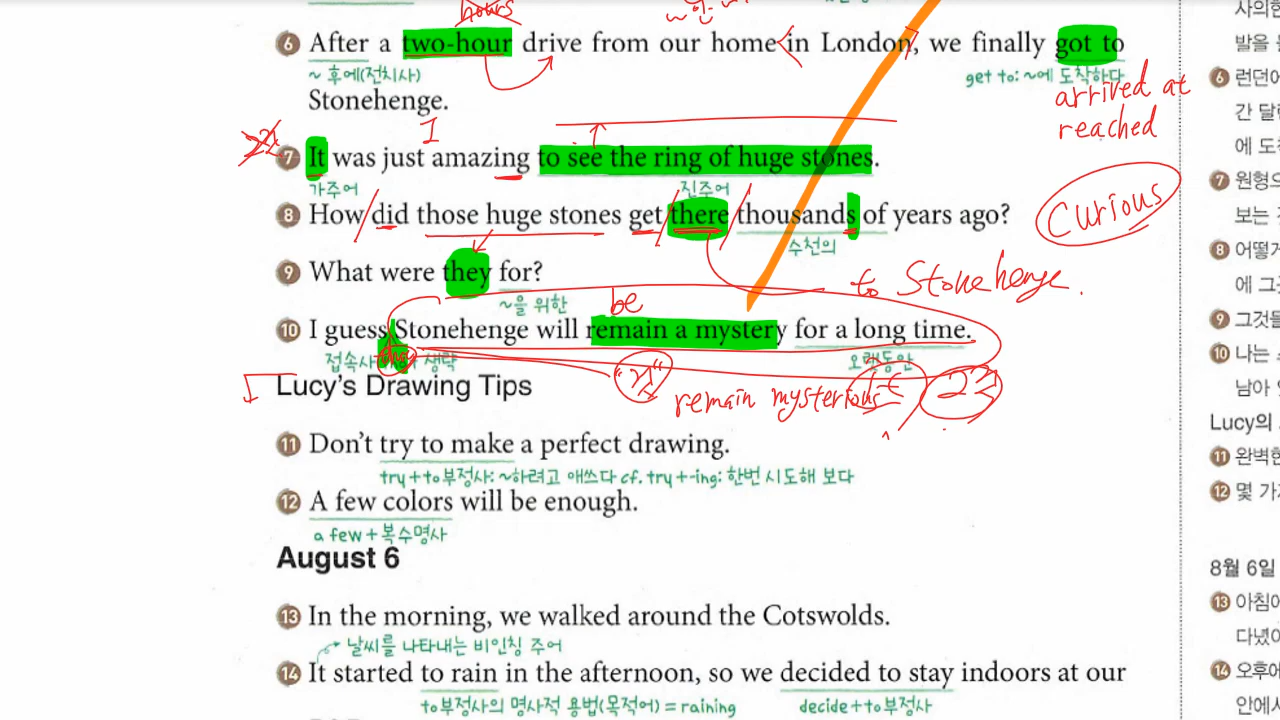 hours
⑥ After a two-hour drive from our home in London, we finally got to
~ 후에(전치사)
get to: ~에 도착하다
Stonehenge.
arrived at
reached
⑦ It was just amazing to see the ring of huge stones.
가주어
진주어
⑧ How did those huge stones get there thousands of years ago?
수천의
Curious
⑨ What were they for?
~을 위한
to Stonehenge.
be
⑩ I guess Stonehenge will remain a mystery for a long time.
접속사
생략
오랫동안
remain mysterious
Lucy's Drawing Tips
⑪ Don't try to make a perfect drawing.
try+to부정사: ~하려고 애쓰다 cf. try+-ing: 한번 시도해 보다
⑫ A few colors will be enough.
a few+복수명사
August 6
⑬ In the morning, we walked around the Cotswolds.
날씨를 나타내는 비인칭 주어
⑭ It started to rain in the afternoon, so we decided to stay indoors at our
to부정사의 명사적 용법(목적어) = raining
decide+to부정사
발을
⑥ 런던에
간 달
에 도
⑦ 원형으
보는
⑧ 어떻게
에 그
⑨ 그것들
⑩ 나는
남아
Lucy의
⑪ 완벽한
⑫ 몇 가
8월 6일
⑬ 아침에
다녔
⑭ 오후에
안에서